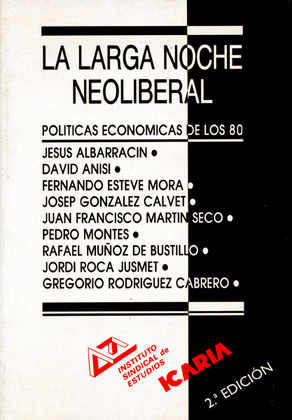 LA LARGA NOCHE
NEOLIBERAL
POLITICAS ECONOMICAS DE LOS 80
JESUS ALBARRACIN ●
DAVID ANISI ●
FERNANDO ESTEVE MORA ●
JOSEP GONZALEZ CALVET ●
JUAN FRANCISCO MARTIN SECO ●
PEDRO MONTES ●
RAFAEL MUÑOZ DE BUSTILLO ●
JORDI ROCA JUSMET ●
GREGORIO RODRIGUEZ CABRERO ●
INSTITUTO
SINDICAL de
ESTUDIOS
ICARIA
2.ª EDICIÓN